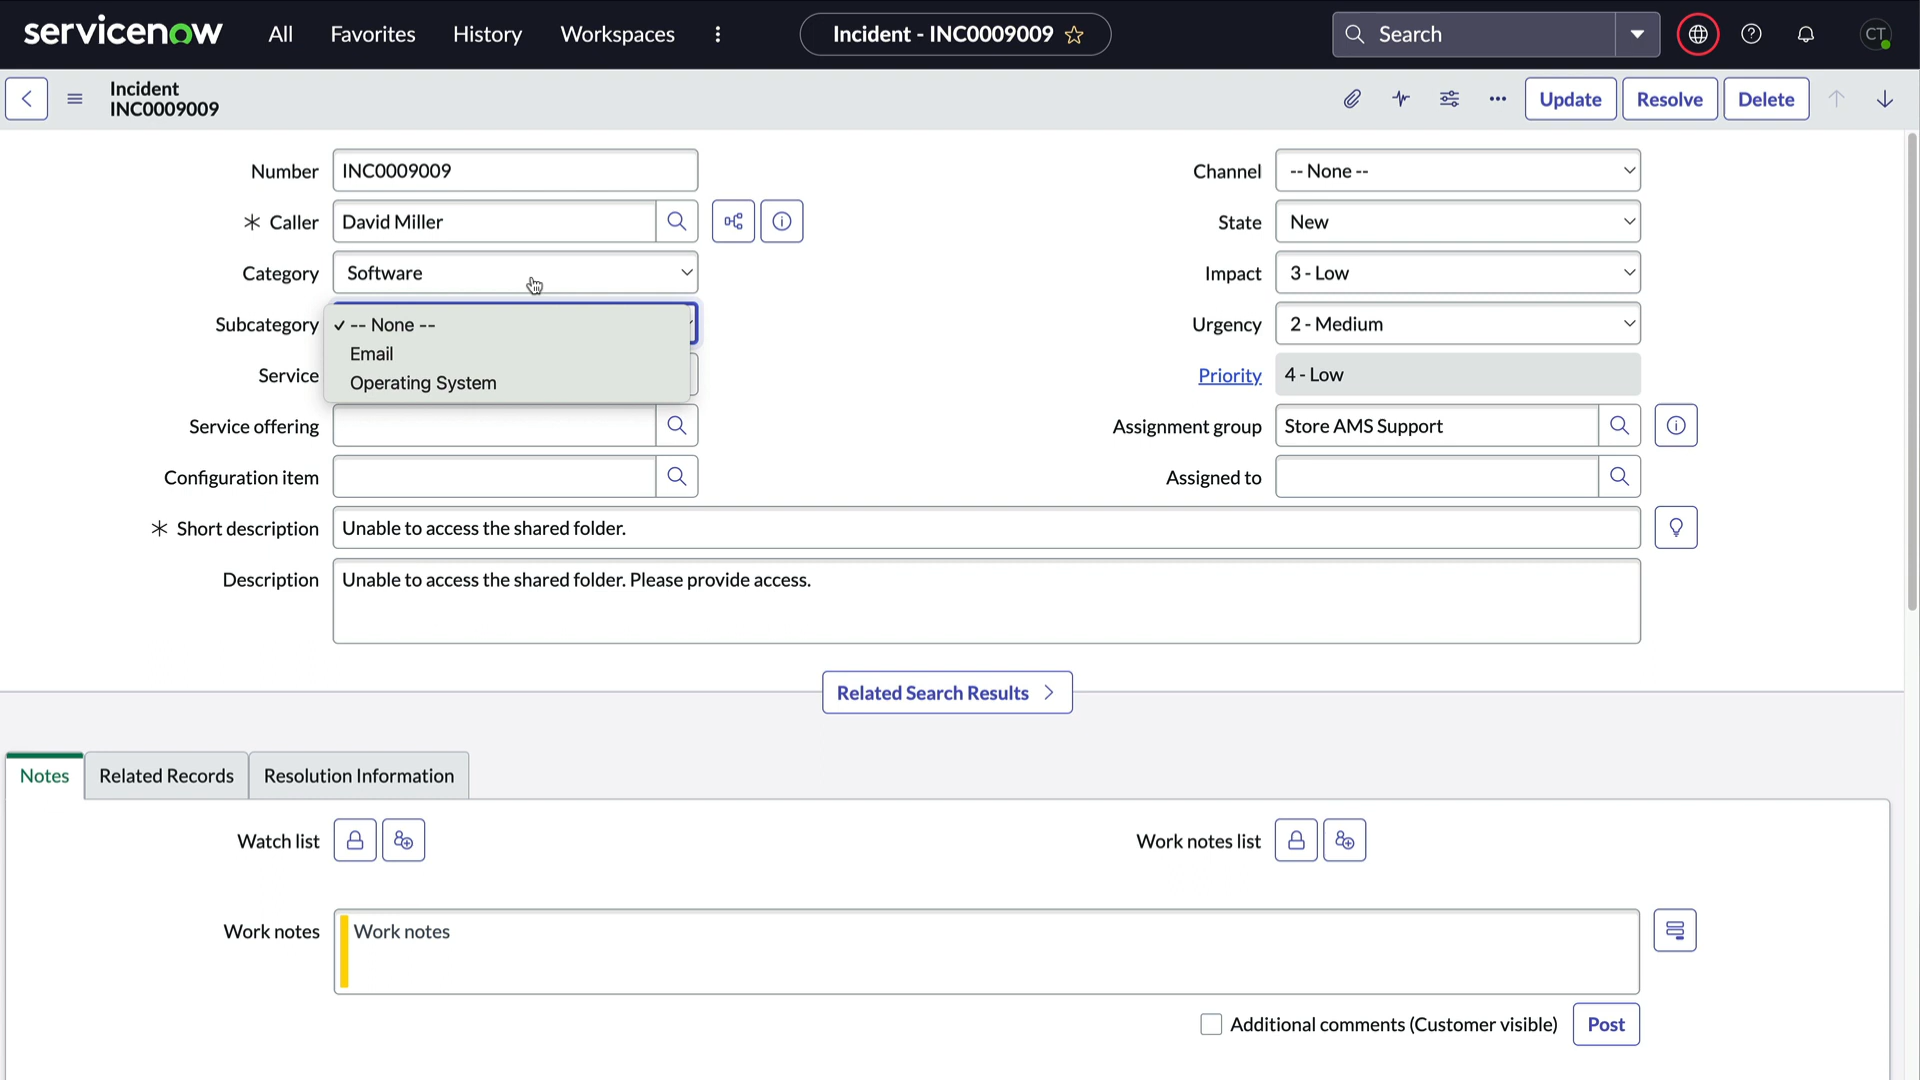 servicenow All Favorites History Workspaces Incident - INC0009009 Search CT
Incident
INC0009009
Update Resolve Delete
Number INC0009009 Channel -- None --
Caller David Miller State New
Category Software Impact 3 - Low
Subcategory ✓ -- None -- Urgency 2 - Medium
Email
Service Priority 4 - Low
Operating System
Service offering Assignment group Store AMS Support
Configuration item Assigned to
Short description Unable to access the shared folder.
Description Unable to access the shared folder. Please provide access.
Related Search Results
Notes Related Records Resolution Information
Watch list Work notes list
Work notes Work notes
Additional comments (Customer visible) Post